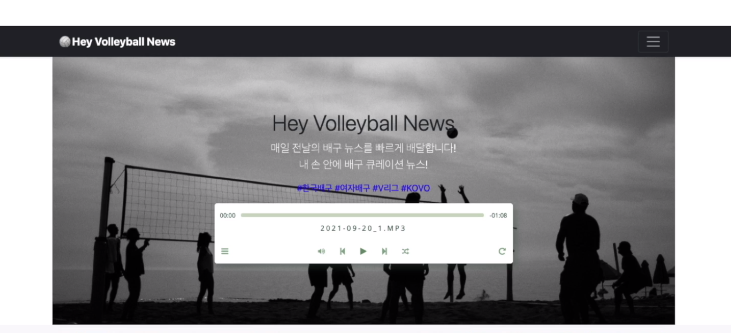 Hey Volleyball News
Hey Volleyball News
매일 전날의 배구 뉴스를 빠르게 배달합니다!
내 손 안에 배구 큐레이션 뉴스!
#한국배구 #여자배구 #V리그 #KOVO
00:00 -01:08
2021-09-20_1.MP3